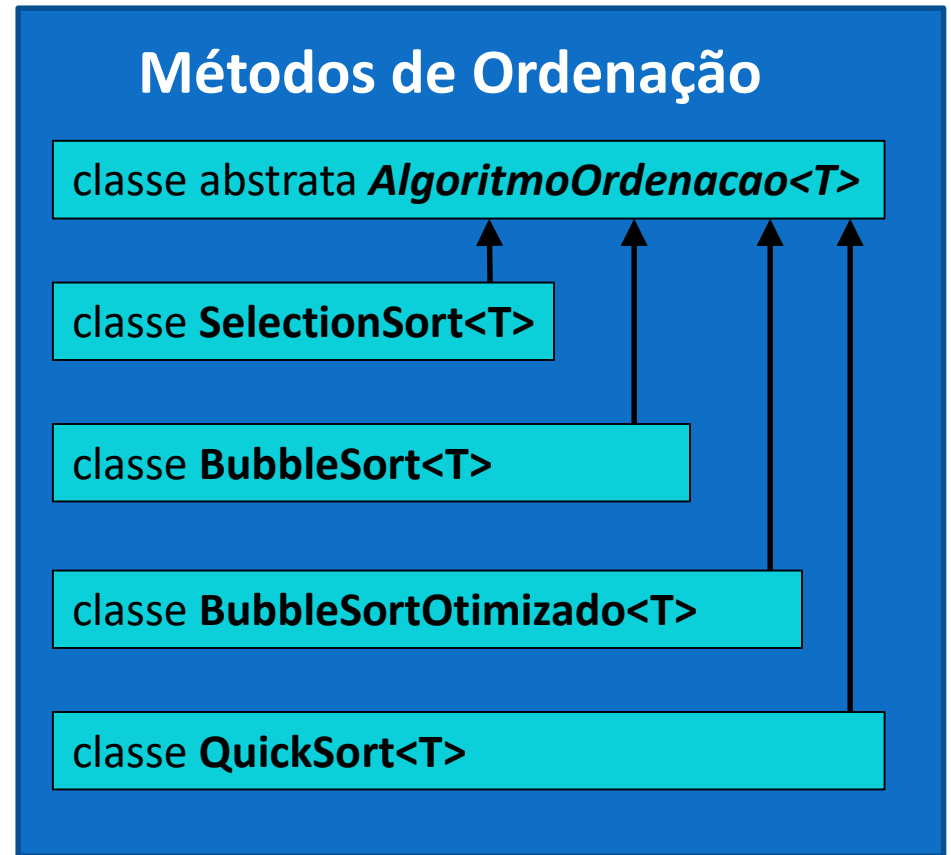 Métodos de Ordenação
classe abstrata AlgoritmoOrdenacao<T>
classe SelectionSort<T>
classe BubbleSort<T>
classe BubbleSortOtimizado<T>
classe QuickSort<T>